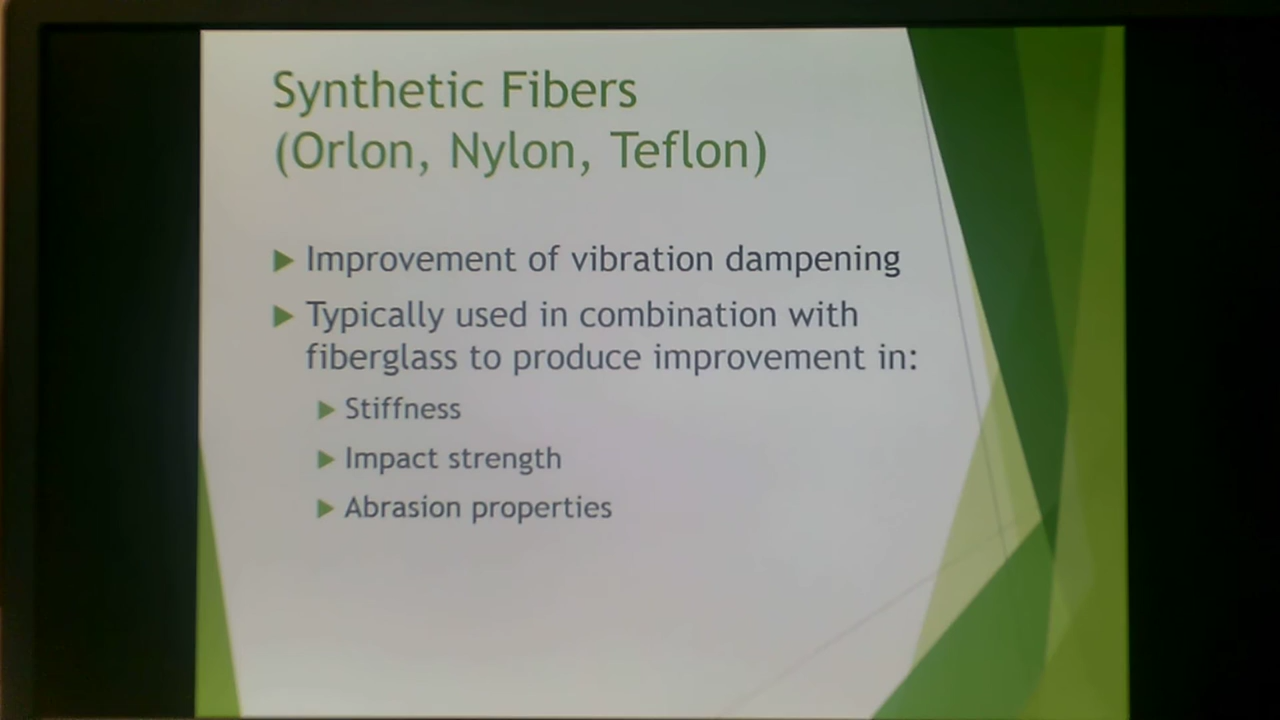 Synthetic Fibers
(Orlon, Nylon, Teflon)
Improvement of vibration dampening
Typically used in combination with
fiberglass to produce improvement in:
Stiffness
Impact strength
Abrasion properties